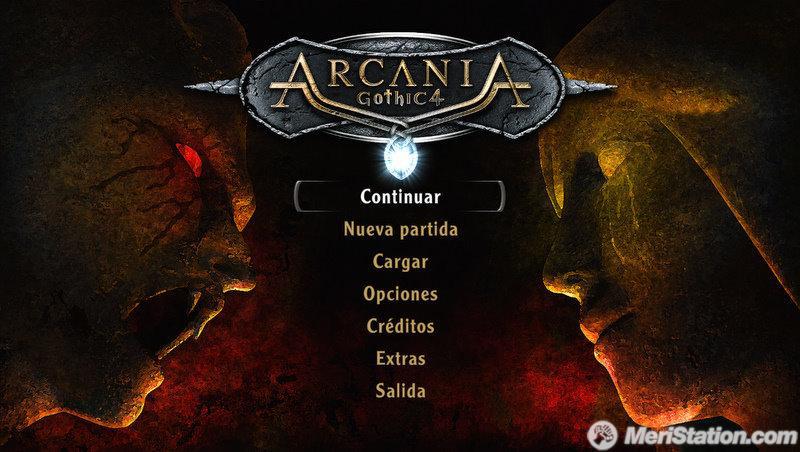 ARCANIA
GOTHIC 4
Continuar
Nueva partida
Cargar
Opciones
Créditos
Extras
Salida
MeriStation.com